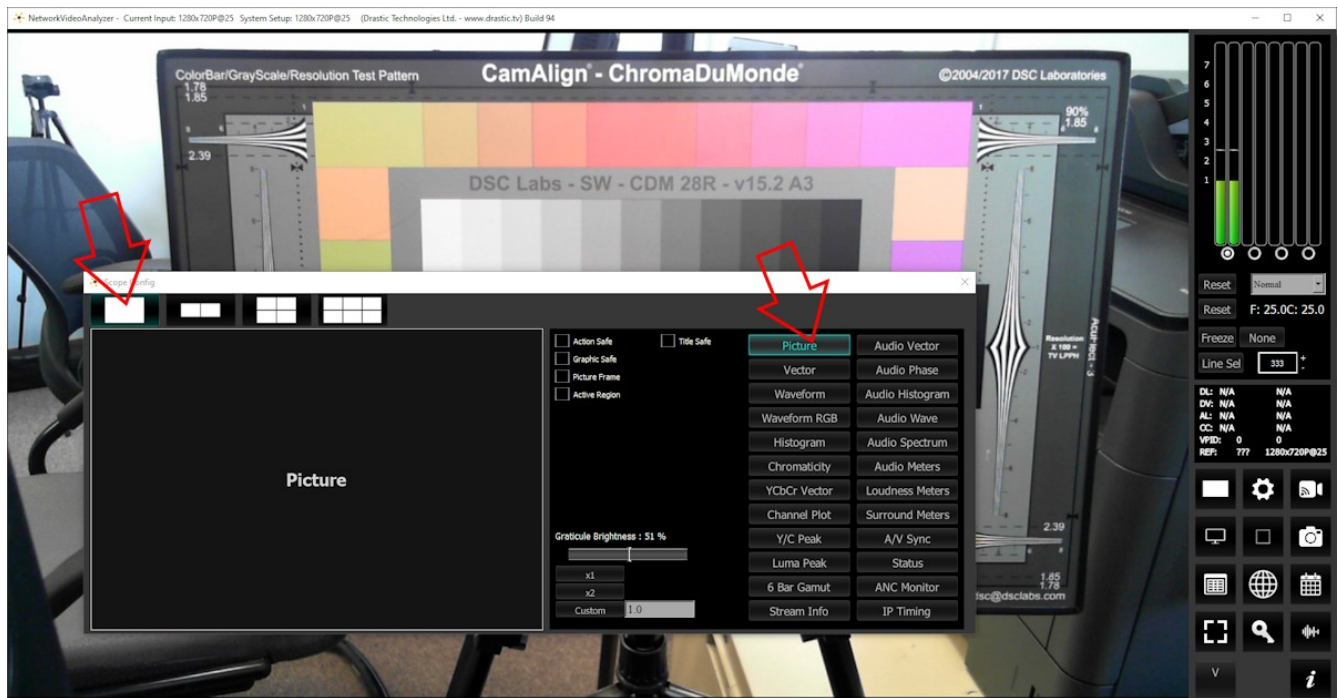 NetworkVideoAnalyzer - Current Input: 1280x720P@25 System Setup: 1280x720P@25 (Drastic Technologies Ltd. - www.drastic.tv) Build 94
ColorBar/GrayScale/Resolution Test Pattern
CamAlign - ChromaDuMonde
©2004/2017 DSC Laboratories
1.78
1.85
2.39
90%
1.85
DSC Labs - SW - CDM 28R - v15.2 A3
Resolution
X 100 =
TV LPPH
2.39
1.85
1.78
dsc@dsclabs.com
Scope Config
Picture
Action Safe
Title Safe
Graphic Safe
Picture Frame
Active Region
Graticule Brightness : 51 %
x1
x2
Custom 1.0
Picture Audio Vector
Vector Audio Phase
Waveform Audio Histogram
Waveform RGB Audio Wave
Histogram Audio Spectrum
Chromaticity Audio Meters
YCbCr Vector Loudness Meters
Channel Plot Surround Meters
Y/C Peak A/V Sync
Luma Peak Status
6 Bar Gamut ANC Monitor
Stream Info IP Timing
7
6
5
4
3
2
1
Reset Normal
Reset F: 25.0C: 25.0
Freeze None
Line Sel 333 + -
DL: N/A N/A
DV: N/A N/A
AL: N/A N/A
CC: N/A N/A
VPID: 0 0
REF: ??? 1280x720P@25
V
i